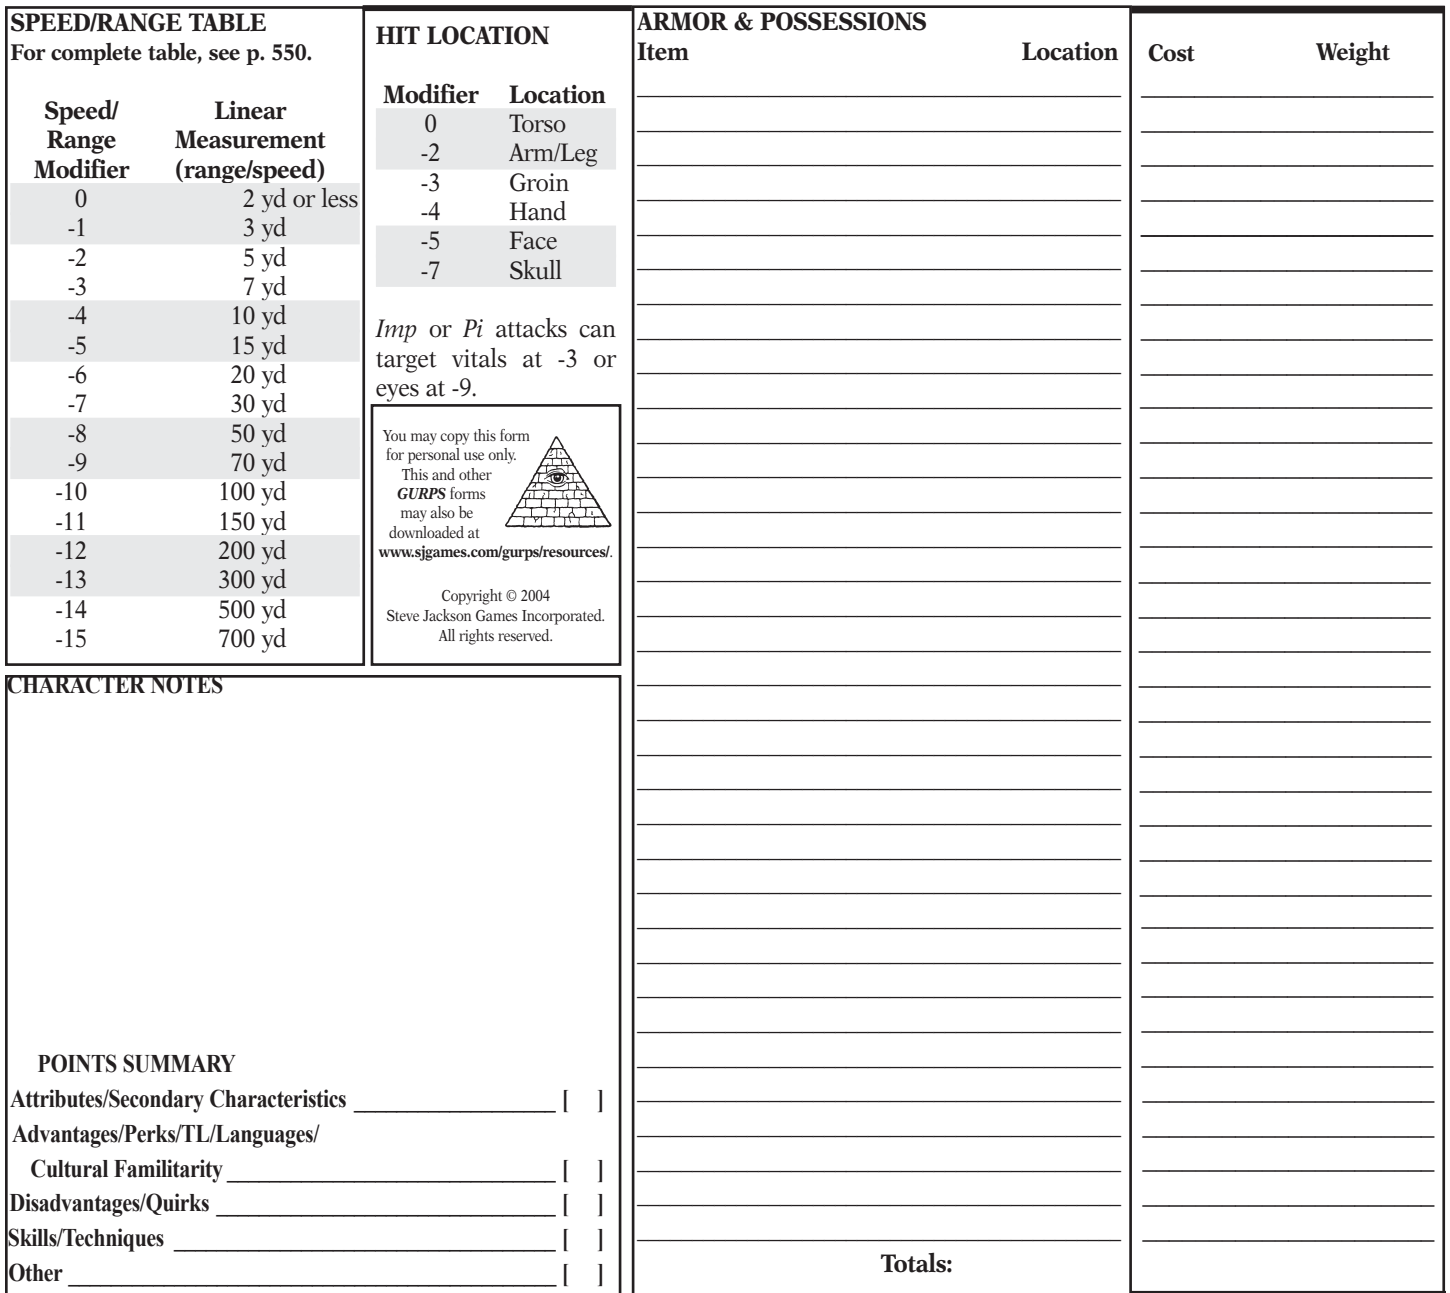 SPEED/RANGE TABLE
For complete table, see p. 550.
Speed/ Linear
Range Measurement
Modifier (range/speed)
0 2 yd or less
-1 3 yd
-2 5 yd
-3 7 yd
-4 10 yd
-5 15 yd
-6 20 yd
-7 30 yd
-8 50 yd
-9 70 yd
-10 100 yd
-11 150 yd
-12 200 yd
-13 300 yd
-14 500 yd
-15 700 yd
HIT LOCATION
Modifier Location
0 Torso
-2 Arm/Leg
-3 Groin
-4 Hand
-5 Face
-7 Skull
Imp or Pi attacks can
target vitals at -3 or
eyes at -9.
You may copy this form
for personal use only.
This and other
GURPS forms
may also be
downloaded at
www.sjgames.com/gurps/resources/.
Copyright © 2004
Steve Jackson Games Incorporated.
All rights reserved.
CHARACTER NOTES
POINTS SUMMARY
Attributes/Secondary Characteristics ____________________ [ ]
Advantages/Perks/TL/Languages/
Cultural Familitarity ____________________ [ ]
Disadvantages/Quirks ____________________ [ ]
Skills/Techniques ____________________ [ ]
Other ____________________ [ ]
ARMOR & POSSESSIONS
Item Location Cost Weight
Totals: